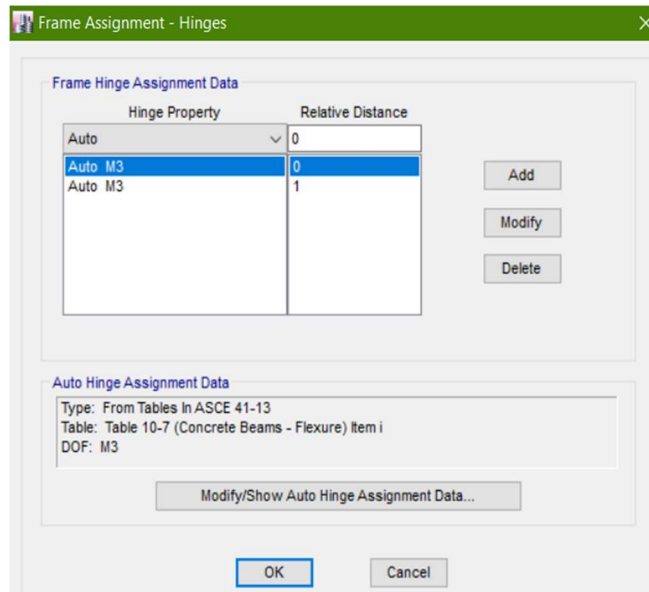 Frame Assignment - Hinges
Frame Hinge Assignment Data
Hinge Property Relative Distance
Auto 0
Auto M3 0
Auto M3 1
Add
Modify
Delete
Auto Hinge Assignment Data
Type: From Tables In ASCE 41-13
Table: Table 10-7 (Concrete Beams - Flexure) Item i
DOF: M3
Modify/Show Auto Hinge Assignment Data...
OK Cancel